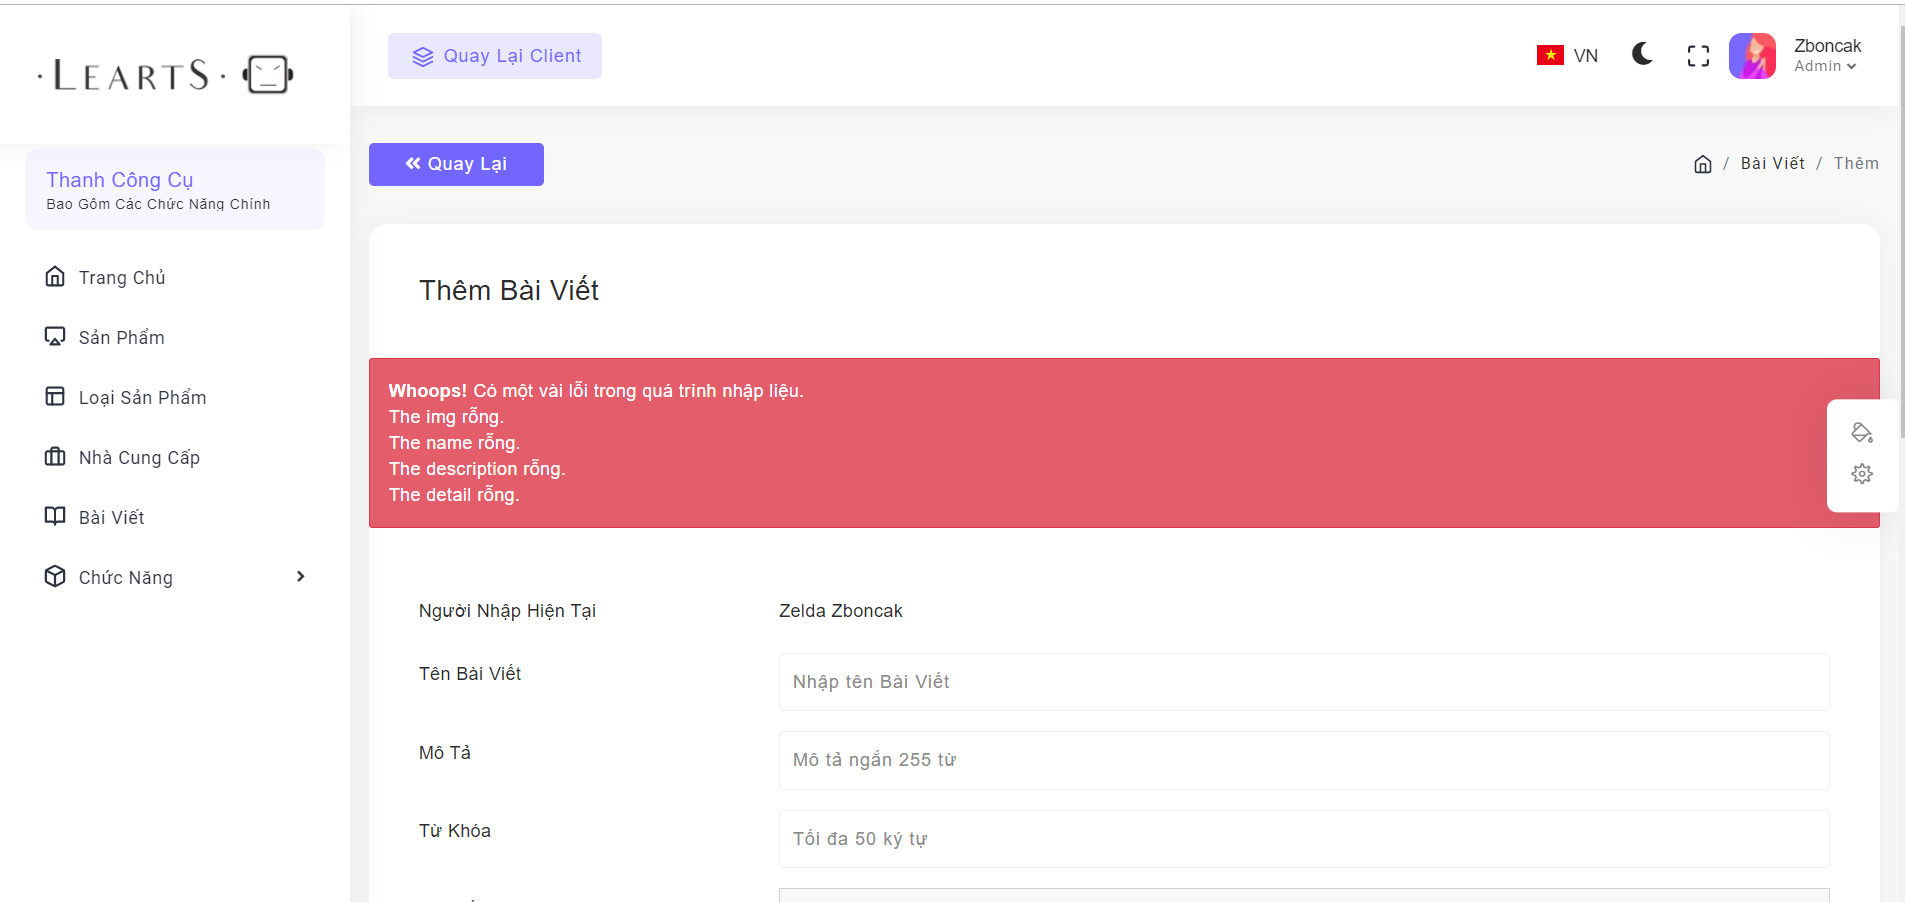 · LEARTS ·
Quay Lại Client
VN
Zboncak
Admin
Thanh Công Cụ
Bao Gôm Các Chức Năng Chính
Trang Chủ
Sản Phẩm
Loại Sản Phẩm
Nhà Cung Cấp
Bài Viết
Chức Năng
Quay Lại
/ Bài Viết / Thêm
Thêm Bài Viết
Whoops! Có một vài lỗi trong quá trình nhập liệu.
The img rỗng.
The name rỗng.
The description rỗng.
The detail rỗng.
Người Nhập Hiện Tại
Zelda Zboncak
Tên Bài Viết
Nhập tên Bài Viết
Mô Tả
Mô tả ngắn 255 từ
Từ Khóa
Tối đa 50 ký tự